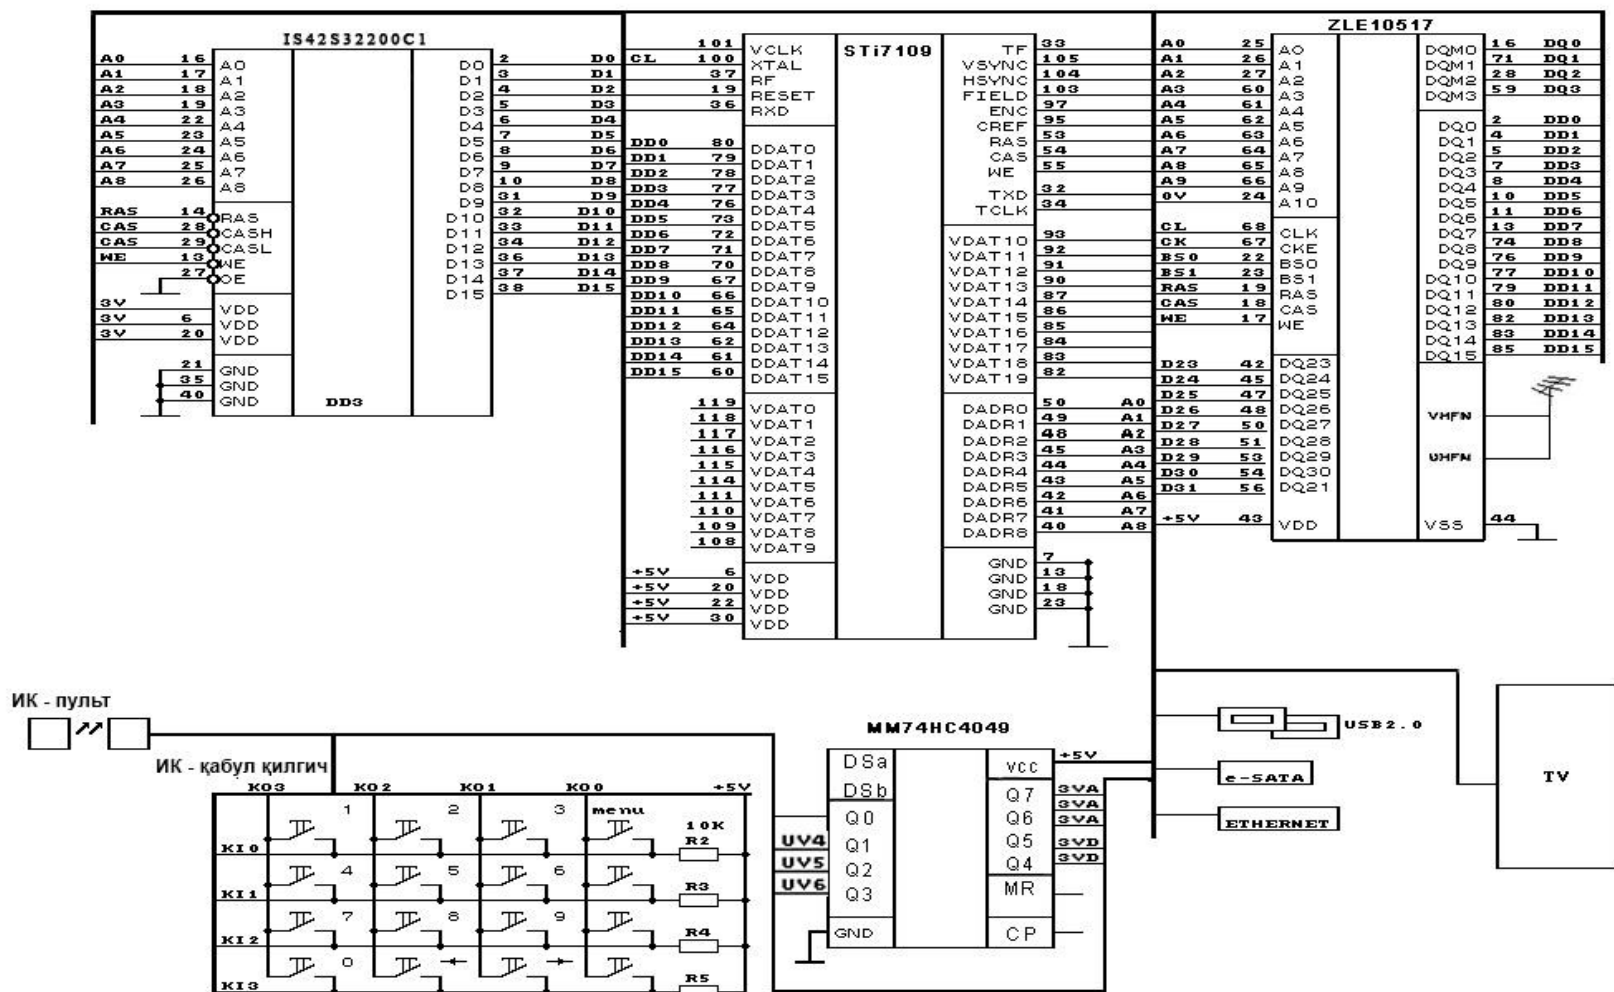 IS42S32200C1
A0 16 A0
A1 17 A1
A2 18 A2
A3 19 A3
A4 22 A4
A5 23 A5
A6 24 A6
A7 25 A7
A8 26 A8
RAS 14 RAS
CAS 28 CASH
CAS 29 CASL
WE 13 WE
27 OE
3V VDD
3V 6 VDD
3V 20 VDD
21 GND
35 GND
40 GND
DD3
D0 2 D0
D1 3 D1
D2 4 D2
D3 5 D3
D4 6 D4
D5 7 D5
D6 8 D6
D7 9 D7
D8 10 D8
D9 31 D9
D10 32 D10
D11 33 D11
D12 34 D12
D13 36 D13
D14 37 D14
D15 38 D15
STi7109
101 VCLK
CL 100 XTAL
37 RF
19 RESET
36 RXD
DD0 80 DDAT0
DD1 79 DDAT1
DD2 78 DDAT2
DD3 77 DDAT3
DD4 76 DDAT4
DD5 73 DDAT5
DD6 72 DDAT6
DD7 71 DDAT7
DD8 70 DDAT8
DD9 67 DDAT9
DD10 66 DDAT10
DD11 65 DDAT11
DD12 64 DDAT12
DD13 62 DDAT13
DD14 61 DDAT14
DD15 60 DDAT15
119 VDAT0
118 VDAT1
117 VDAT2
116 VDAT3
115 VDAT4
114 VDAT5
111 VDAT6
110 VDAT7
109 VDAT8
108 VDAT9
+5V 6 VDD
+5V 20 VDD
+5V 22 VDD
+5V 30 VDD
TF 33
VSYNC 105
HSYNC 104
FIELD 103
ENC 97
CREF 95
RAS 53
CAS 54
WE 55
TXD 32
TCLK 34
VDAT10 93
VDAT11 92
VDAT12 91
VDAT13 90
VDAT14 87
VDAT15 86
VDAT16 85
VDAT17 84
VDAT18 83
VDAT19 82
DADR0 50 A0
DADR1 49 A1
DADR2 48 A2
DADR3 45 A3
DADR4 44 A4
DADR5 43 A5
DADR6 42 A6
DADR7 41 A7
DADR8 40 A8
GND 7
GND 13
GND 18
GND 23
ZLE10517
A0 25 A0
A1 26 A1
A2 27 A2
A3 60 A3
A4 61 A4
A5 62 A5
A6 63 A6
A7 64 A7
A8 65 A8
A9 66 A9
0V 24 A10
CL 68 CLK
CK 67 CKE
BS0 22 BS0
BS1 23 BS1
RAS 19 RAS
CAS 18 CAS
WE 17 WE
D23 42 DQ23
D24 45 DQ24
D25 47 DQ25
D26 48 DQ26
D27 50 DQ27
D28 51 DQ28
D29 53 DQ29
D30 54 DQ30
D31 56 DQ21
+5V 43 VDD
DQM0 16 DQ0
DQM1 71 DQ1
DQM2 28 DQ2
DQM3 59 DQ3
DQ0 2 DD0
DQ1 4 DD1
DQ2 5 DD2
DQ3 7 DD3
DQ4 8 DD4
DQ5 10 DD5
DQ6 11 DD6
DQ7 13 DD7
DQ8 74 DD8
DQ9 76 DD9
DQ10 77 DD10
DQ11 79 DD11
DQ12 80 DD12
DQ13 82 DD13
DQ14 83 DD14
DQ15 85 DD15
VHFN
UHFN
VSS 44
ИК - пульт
ИК - қабул қилгич
KO3 KO2 KO1 KO0 +5V
1 2 3 menu 10K
KI0 R2
4 5 6
KI1 R3
7 8 9
KI2 R4
0
KI3 R5
MM74HC4049
DSa
DSb
Q0
UV4 Q1
UV5 Q2
UV6 Q3
GND
VCC +5V
Q7 3VA
Q6 3VA
3VA
Q5 3VD
Q4 3VD
MR
CP
USB2.0
e-SATA
ETHERNET
TV